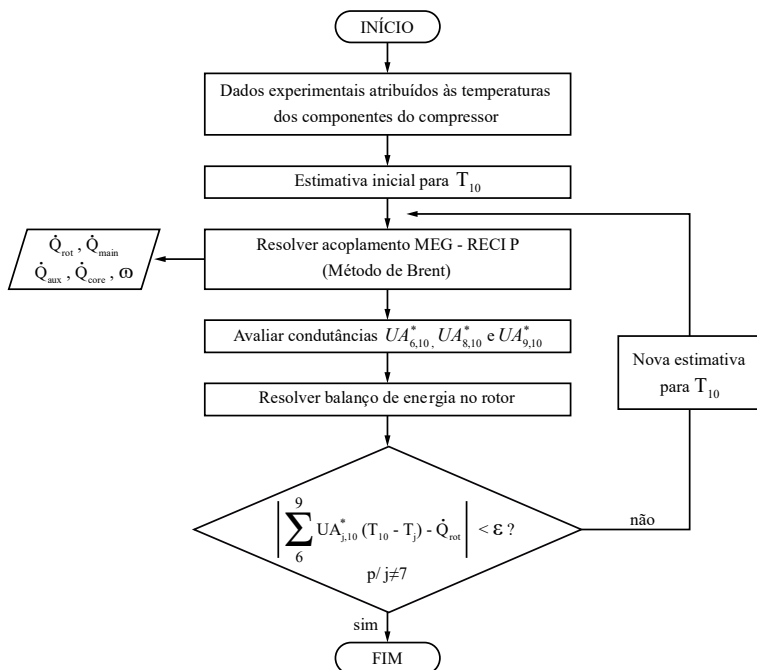 INÍCIO
Dados experimentais atribuídos às temperaturas
dos componentes do compressor
Estimativa inicial para T₁₀
Q̇rot , Q̇main
Q̇aux , Q̇core , ω
Resolver acoplamento MEG - RECI P
(Método de Brent)
Avaliar condutâncias UA*6,10 , UA*8,10 e UA*9,10
Nova estimativa
para T₁₀
Resolver balanço de energia no rotor
9
| ∑ UA*j,10 (T₁₀ - Tj) - Q̇rot | < ε ?
6
p/ j≠7
não
sim
FIM